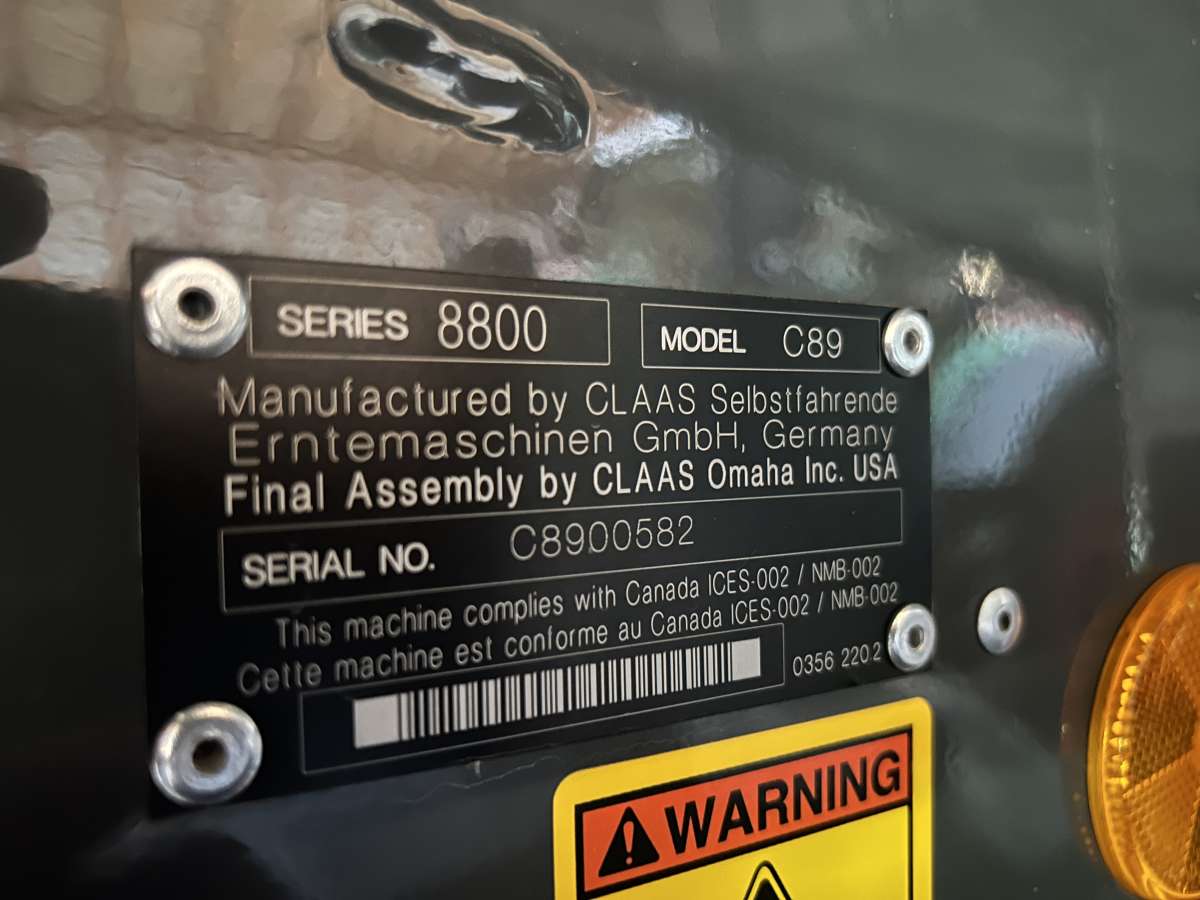 SERIES 8800 MODEL C89
Manufactured by CLAAS Selbstfahrende
Erntemaschinen GmbH, Germany
Final Assembly by CLAAS Omaha Inc. USA
SERIAL NO. C8900582
This machine complies with Canada ICES-002 / NMB-002
Cette machine est conforme au Canada ICES-002 / NMB-002
0356 220 2
WARNING